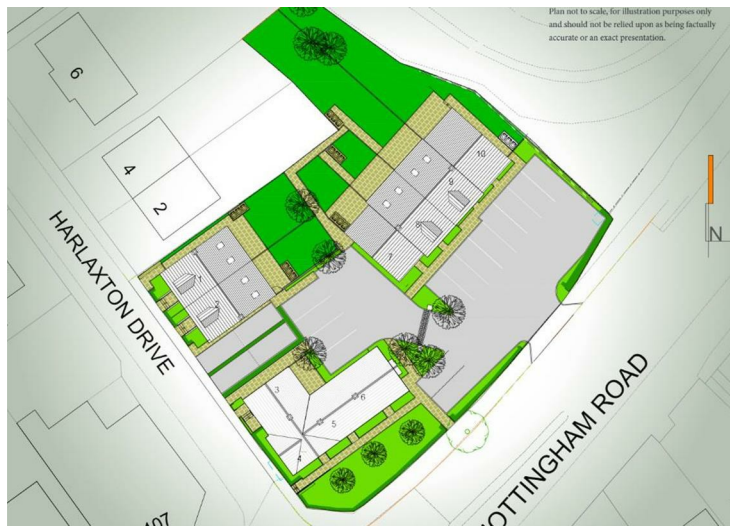 Plan not to scale, for illustration purposes only
and should not be relied upon as being factually
accurate or an exact presentation.
6
4
2
10
9
8
7
N
1
2
HARLAXTON DRIVE
3
6
5
4
OTTINGHAM ROAD
107